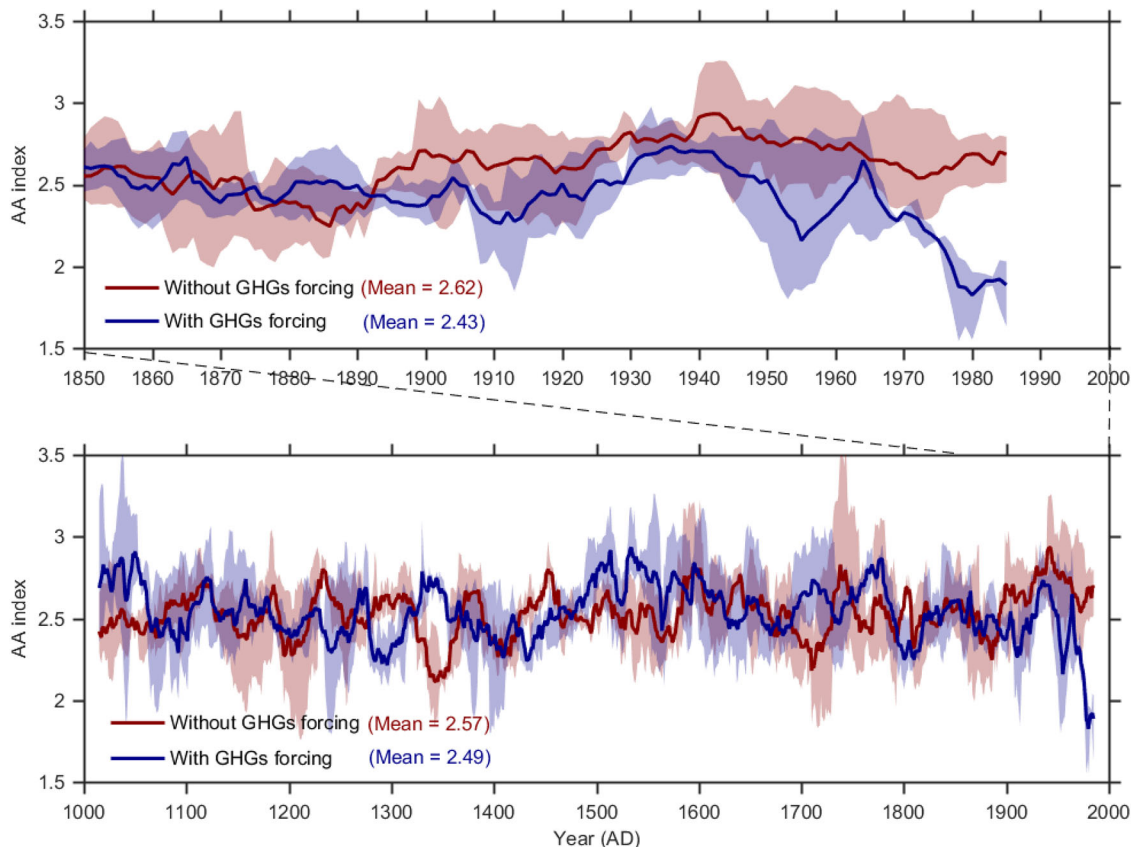 3.5
3
AA index
2.5
2
Without GHGs forcing (Mean = 2.62)
With GHGs forcing (Mean = 2.43)
1.5
1850 1860 1870 1880 1890 1900 1910 1920 1930 1940 1950 1960 1970 1980 1990 2000
3.5
3
AA index
2.5
2
Without GHGs forcing (Mean = 2.57)
With GHGs forcing (Mean = 2.49)
1.5
1000 1100 1200 1300 1400 1500 1600 1700 1800 1900 2000
Year (AD)